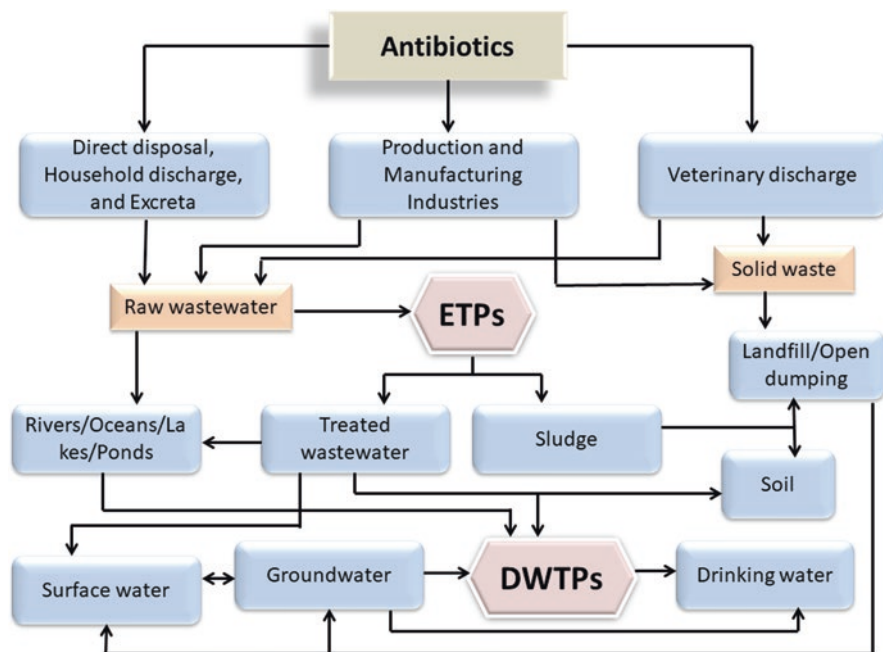 Antibiotics
Direct disposal,
Household discharge,
and Excreta
Production and
Manufacturing
Industries
Veterinary discharge
Raw wastewater
ETPs
Solid waste
Landfill/Open
dumping
Rivers/Oceans/La
kes/Ponds
Treated
wastewater
Sludge
Soil
Surface water
Groundwater
DWTPs
Drinking water